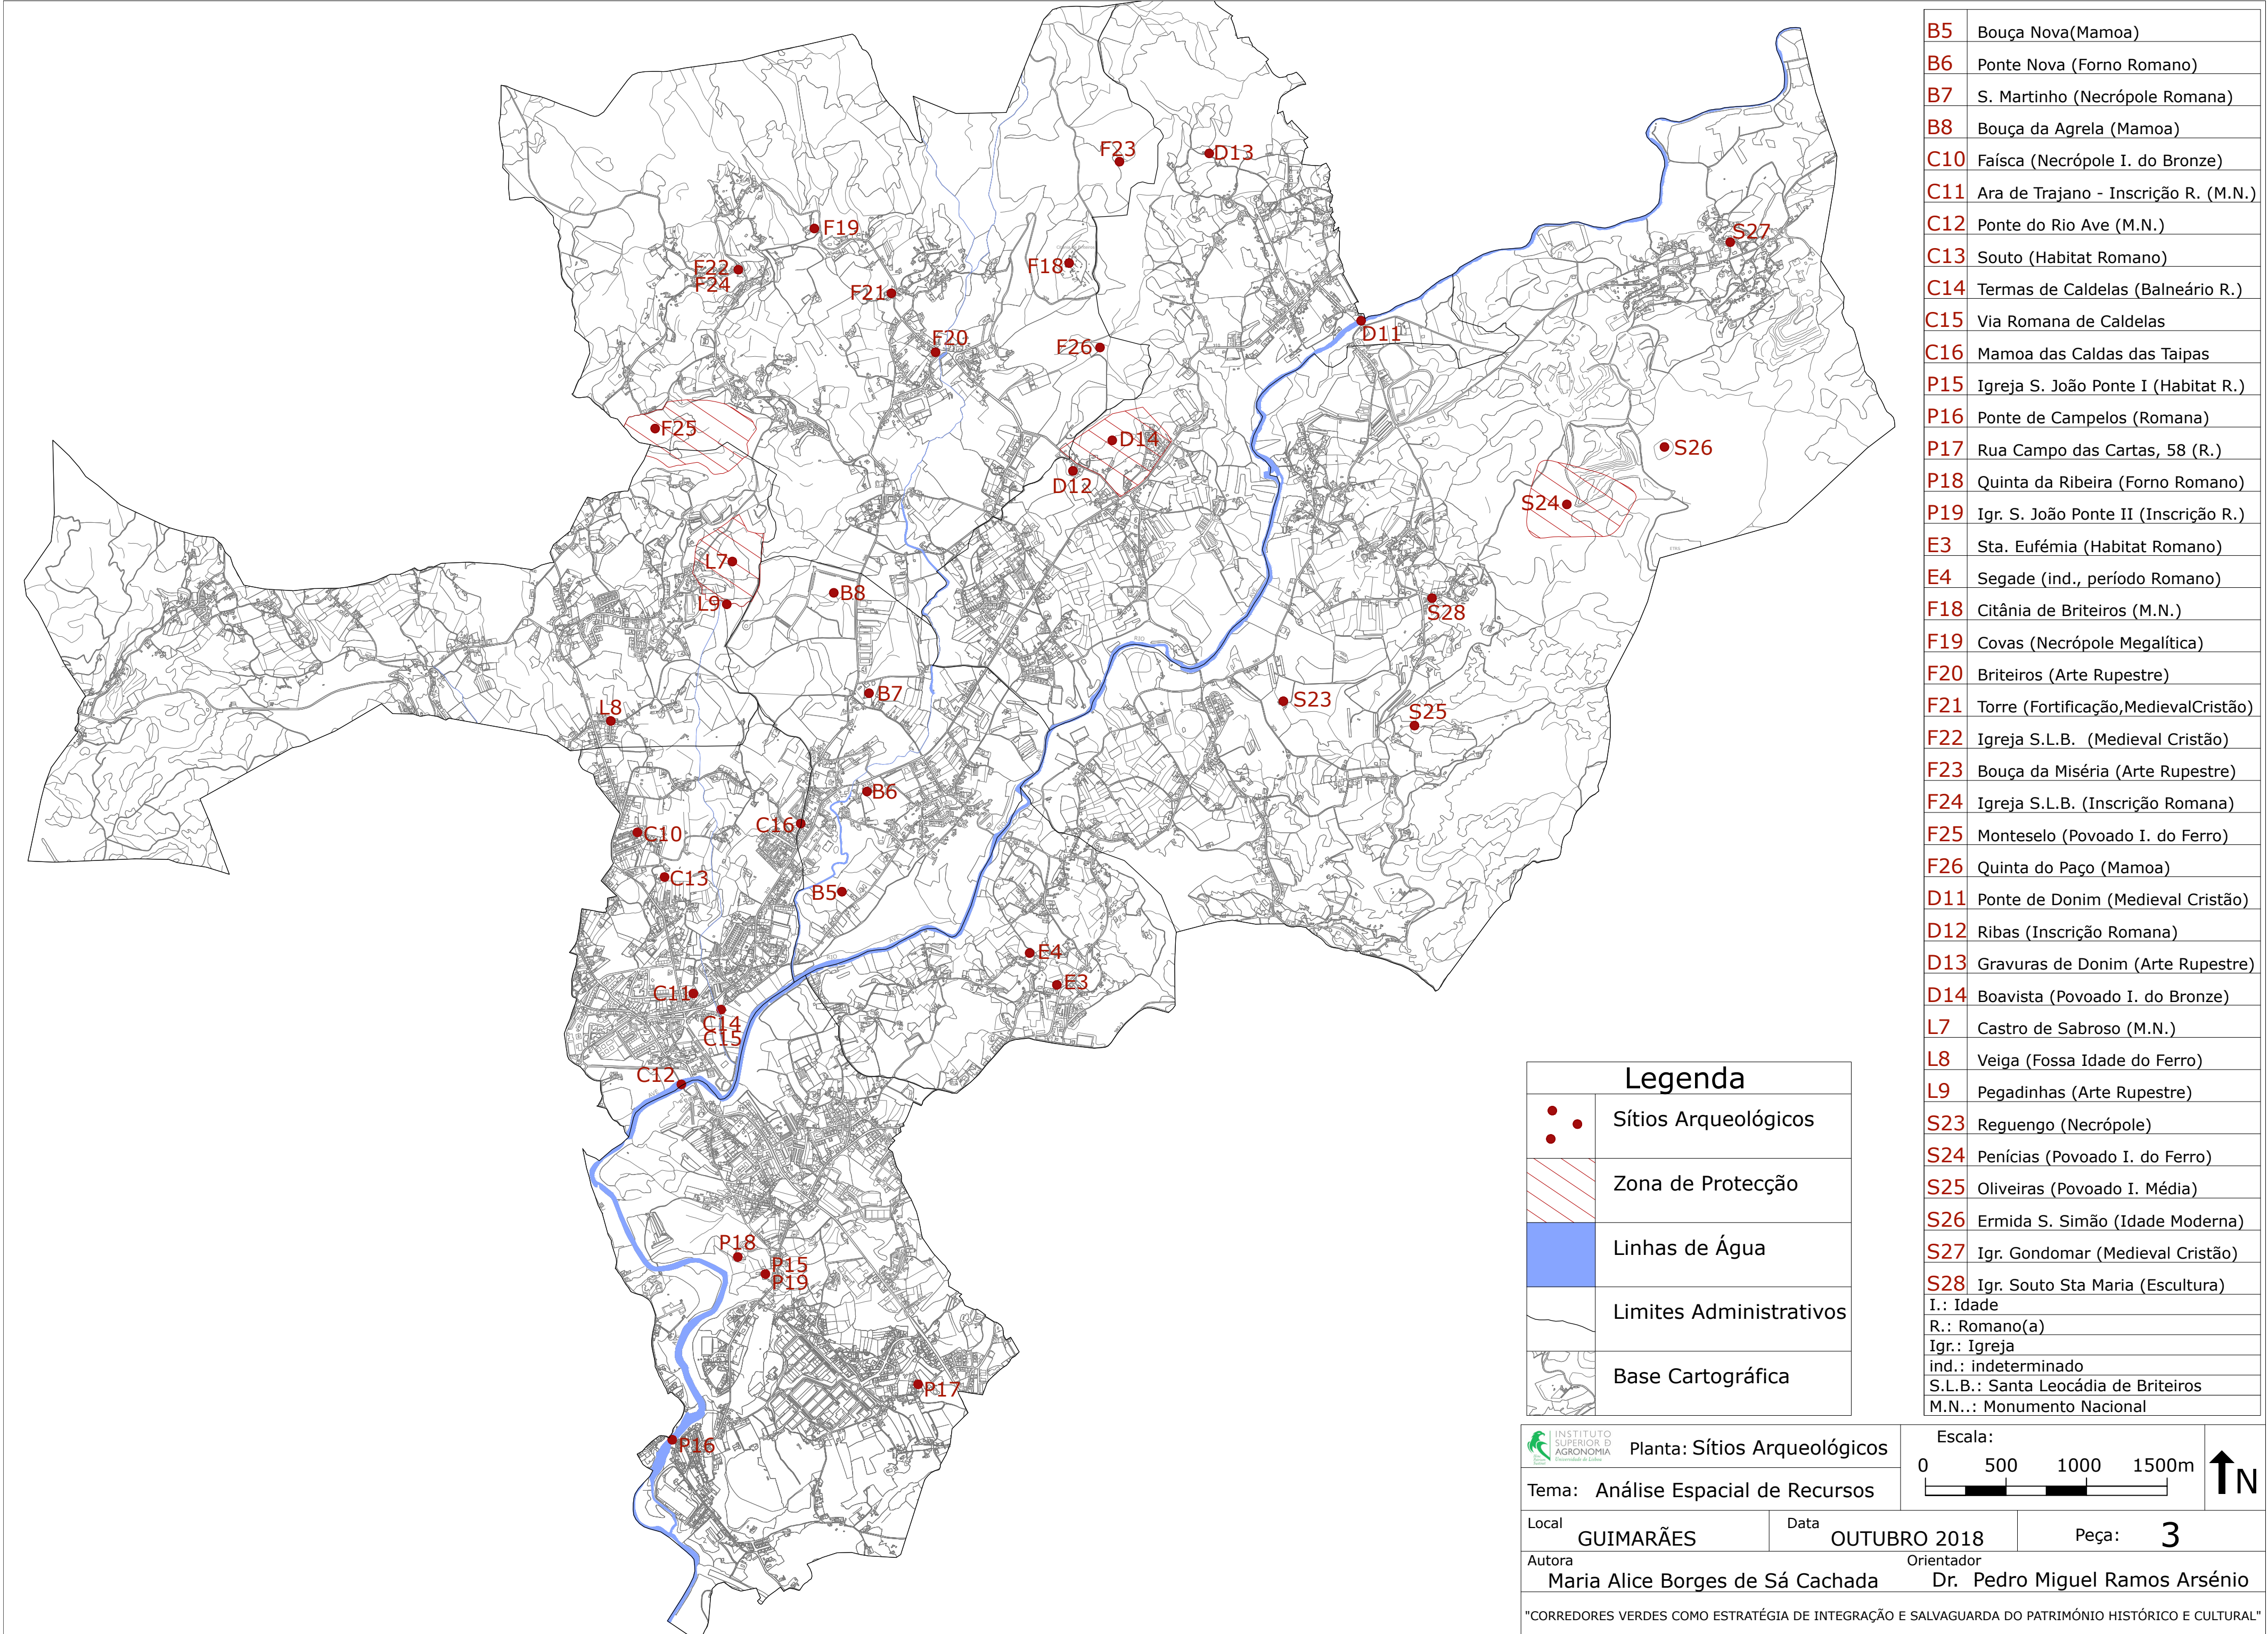 F23
D13
F19
S27
F22
F24
F18
F21
D11
F20
F26
F25
D14
S26
D12
S24
L7
L9
B8
S28
RIO
B7
S23
L8
S25
B6
C16
C10
C13
B5
AVE
RIO
E4
E3
C11
C14
C15
C12
AVE
P18
P15
P19
P17
P16
B5 Bouça Nova(Mamoa)
B6 Ponte Nova (Forno Romano)
B7 S. Martinho (Necrópole Romana)
B8 Bouça da Agrela (Mamoa)
C10 Faísca (Necrópole I. do Bronze)
C11 Ara de Trajano - Inscrição R. (M.N.)
C12 Ponte do Rio Ave (M.N.)
C13 Souto (Habitat Romano)
C14 Termas de Caldelas (Balneário R.)
C15 Via Romana de Caldelas
C16 Mamoa das Caldas das Taipas
P15 Igreja S. João Ponte I (Habitat R.)
P16 Ponte de Campelos (Romana)
P17 Rua Campo das Cartas, 58 (R.)
P18 Quinta da Ribeira (Forno Romano)
P19 Igr. S. João Ponte II (Inscrição R.)
E3 Sta. Eufémia (Habitat Romano)
E4 Segade (ind., período Romano)
F18 Citânia de Briteiros (M.N.)
F19 Covas (Necrópole Megalítica)
F20 Briteiros (Arte Rupestre)
F21 Torre (Fortificação,MedievalCristão)
F22 Igreja S.L.B. (Medieval Cristão)
F23 Bouça da Miséria (Arte Rupestre)
F24 Igreja S.L.B. (Inscrição Romana)
F25 Monteselo (Povoado I. do Ferro)
F26 Quinta do Paço (Mamoa)
D11 Ponte de Donim (Medieval Cristão)
D12 Ribas (Inscrição Romana)
D13 Gravuras de Donim (Arte Rupestre)
D14 Boavista (Povoado I. do Bronze)
L7 Castro de Sabroso (M.N.)
L8 Veiga (Fossa Idade do Ferro)
L9 Pegadinhas (Arte Rupestre)
S23 Reguengo (Necrópole)
S24 Penícias (Povoado I. do Ferro)
S25 Oliveiras (Povoado I. Média)
S26 Ermida S. Simão (Idade Moderna)
S27 Igr. Gondomar (Medieval Cristão)
S28 Igr. Souto Sta Maria (Escultura)
I.: Idade
R.: Romano(a)
Igr.: Igreja
ind.: indeterminado
S.L.B.: Santa Leocádia de Briteiros
M.N..: Monumento Nacional
Legenda
Sítios Arqueológicos
Zona de Protecção
Linhas de Água
Limites Administrativos
Base Cartográfica
INSTITUTO
SUPERIOR D
AGRONOMIA
Universidade de Lisboa
Planta: Sítios Arqueológicos
Escala:
0 500 1000 1500m
N
Tema: Análise Espacial de Recursos
Local GUIMARÃES
Data OUTUBRO 2018
Peça: 3
Autora
Maria Alice Borges de Sá Cachada
Orientador
Dr. Pedro Miguel Ramos Arsénio
"CORREDORES VERDES COMO ESTRATÉGIA DE INTEGRAÇÃO E SALVAGUARDA DO PATRIMÓNIO HISTÓRICO E CULTURAL"